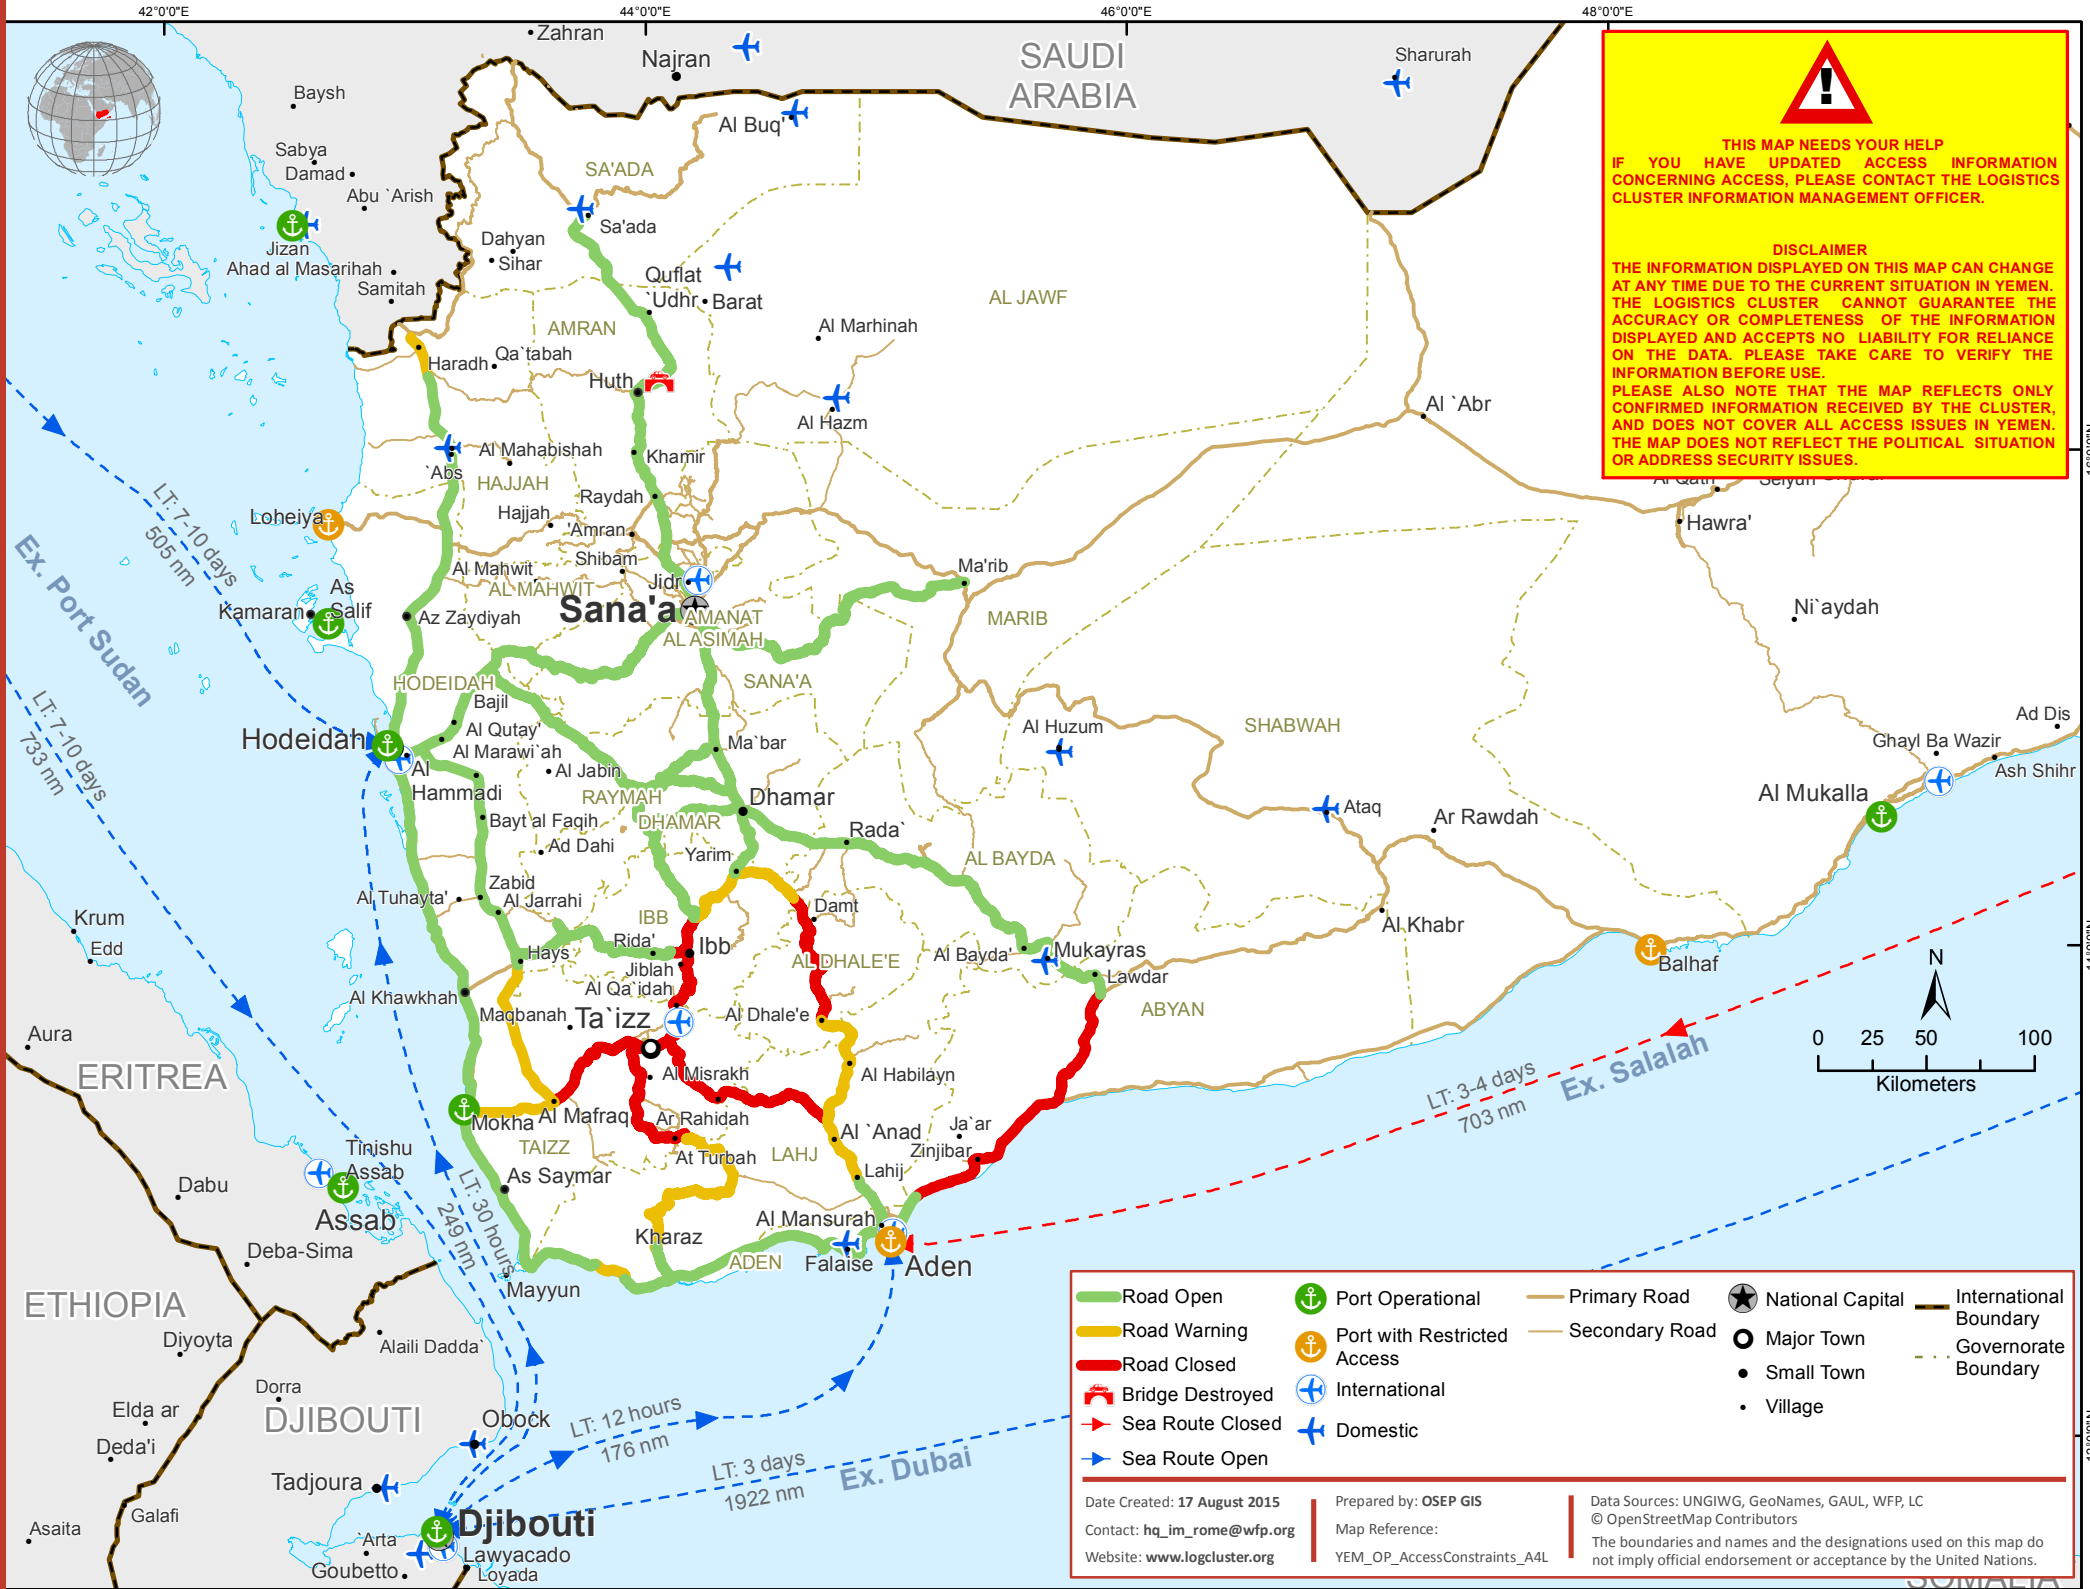 42°0'0"E
44°0'0"E
46°0'0"E
48°0'0"E
Zahran
Najran
SAUDI
ARABIA
Sharurah
Baysh
Al Buq'
Sabya
Damad
Abu `Arish
SA'ADA
Sa'ada
Jizan
Ahad al Masarihah
Samitah
Dahyan
Sihar
Quflat
`Udhr
Barat
AL JAWF
AMRAN
Al Marhinah
Haradh
Qa`tabah
Huth
Al Hazm
Al `Abr
`Abs
Al Mahabishah
Khamir
HAJJAH
Raydah
Hajjah
'Amran
Loheiya
Hawra'
Shibam
Al Mahwit
AL MAHWIT
Jidr
Ma'rib
As
Salif
Kamaran
Az Zaydiyah
Sana'a
AMANAT
AL ASIMAH
MARIB
Ni`aydah
HODEIDAH
SANA'A
Bajil
Al Qutay'
Al Marawi`ah
Hodeidah
Al
Hammadi
Al Jabin
Ma`bar
Al Huzum
SHABWAH
Ad Dis
Ghayl Ba Wazir
Ash Shihr
Al Mukalla
RAYMAH
Dhamar
DHAMAR
Bayt al Faqih
Ad Dahi
Rada`
Ataq
Ar Rawdah
Yarim
AL BAYDA
Zabid
Al Tuhayta'
Al Jarrahi
IBB
Damt
Al Khabr
Hays
Rida'
Ibb
Jiblah
AL DHALE'E
Al Bayda'
Mukayras
Lawdar
Balhaf
Al Khawkhah
Al Qa`idah
Maqbanah
Ta`izz
Al Dhale'e
ABYAN
Al Misrakh
Al Habilayn
Mokha
Al Mafraq
Ar Rahidah
TAIZZ
At Turbah
LAHJ
Al `Anad
Ja`ar
Zinjibar
Lahij
As Saymar
Al Mansurah
Kharaz
ADEN
Falaise
Aden
Mayyun
Krum
Edd
Aura
ERITREA
Tinishu
Assab
Dabu
Assab
Deba-Sima
ETHIOPIA
Diyoyta
Alaili Dadda`
Dorra
DJIBOUTI
Elda ar
Deda'i
Obock
Tadjoura
Galafi
Asaita
`Arta
Djibouti
Goubetto
Lawyacado
Loyada
Ex. Port Sudan
LT: 7-10 days
505 nm
LT: 7-10 days
733 nm
LT: 30 hours
249 nm
LT: 12 hours
176 nm
LT: 3 days
1922 nm
Ex. Dubai
LT: 3-4 days
703 nm
Ex. Salalah
N
0 25 50 100
Kilometers
THIS MAP NEEDS YOUR HELP
IF YOU HAVE UPDATED ACCESS INFORMATION
CONCERNING ACCESS, PLEASE CONTACT THE LOGISTICS
CLUSTER INFORMATION MANAGEMENT OFFICER.
DISCLAIMER
THE INFORMATION DISPLAYED ON THIS MAP CAN CHANGE
AT ANY TIME DUE TO THE CURRENT SITUATION IN YEMEN.
THE LOGISTICS CLUSTER CANNOT GUARANTEE THE
ACCURACY OR COMPLETENESS OF THE INFORMATION
DISPLAYED AND ACCEPTS NO LIABILITY FOR RELIANCE
ON THE DATA. PLEASE TAKE CARE TO VERIFY THE
INFORMATION BEFORE USE.
PLEASE ALSO NOTE THAT THE MAP REFLECTS ONLY
CONFIRMED INFORMATION RECEIVED BY THE CLUSTER,
AND DOES NOT COVER ALL ACCESS ISSUES IN YEMEN.
THE MAP DOES NOT REFLECT THE POLITICAL SITUATION
OR ADDRESS SECURITY ISSUES.
Road Open
Road Warning
Road Closed
Bridge Destroyed
Sea Route Closed
Sea Route Open
Port Operational
Port with Restricted
Access
International
Domestic
Primary Road
Secondary Road
National Capital
Major Town
Small Town
Village
International
Boundary
Governorate
Boundary
Date Created: 17 August 2015
Contact: hq_im_rome@wfp.org
Website: www.logcluster.org
Prepared by: OSEP GIS
Map Reference:
YEM_OP_AccessConstraints_A4L
Data Sources: UNGIWG, GeoNames, GAUL, WFP, LC
© OpenStreetMap Contributors
The boundaries and names and the designations used on this map do
not imply official endorsement or acceptance by the United Nations.